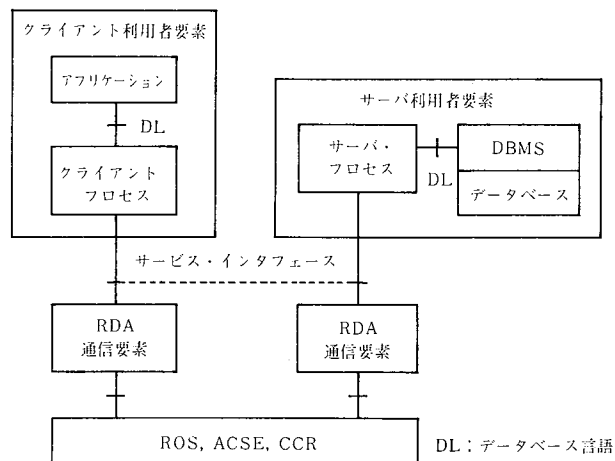 クライアント利用者要素
アプリケーション
DL
クライアント
プロセス
サーバ利用者要素
サーバ・
プロセス
DL
DBMS
データベース
サービス・インタフェース
RDA
通信要素
RDA
通信要素
ROS, ACSE, CCR
DL：データベース言語